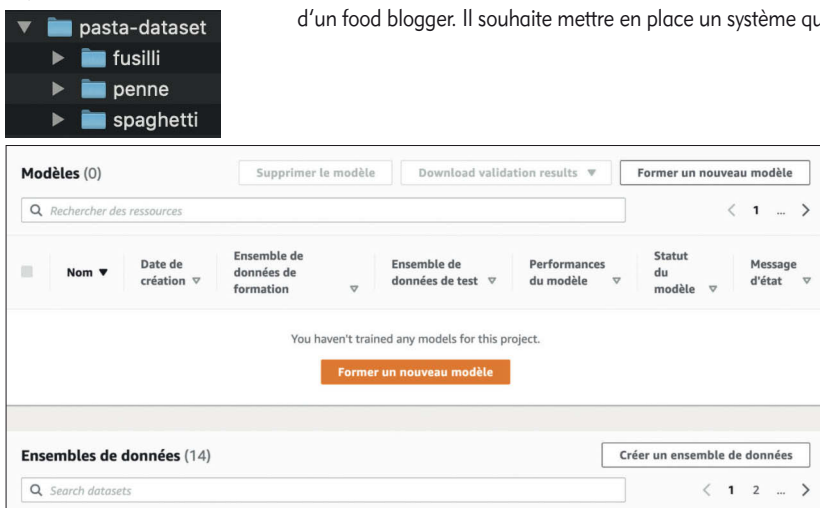 pasta-dataset
fusilli
penne
spaghetti
d’un food blogger. Il souhaite mettre en place un système qu
Modèles (0)
Supprimer le modèle
Download validation results
Former un nouveau modèle
Rechercher des ressources
1 ...
Nom
Date de création
Ensemble de données de formation
Ensemble de données de test
Performances du modèle
Statut du modèle
Message d'état
You haven't trained any models for this project.
Former un nouveau modèle
Ensembles de données (14)
Créer un ensemble de données
Search datasets
1 2 ...